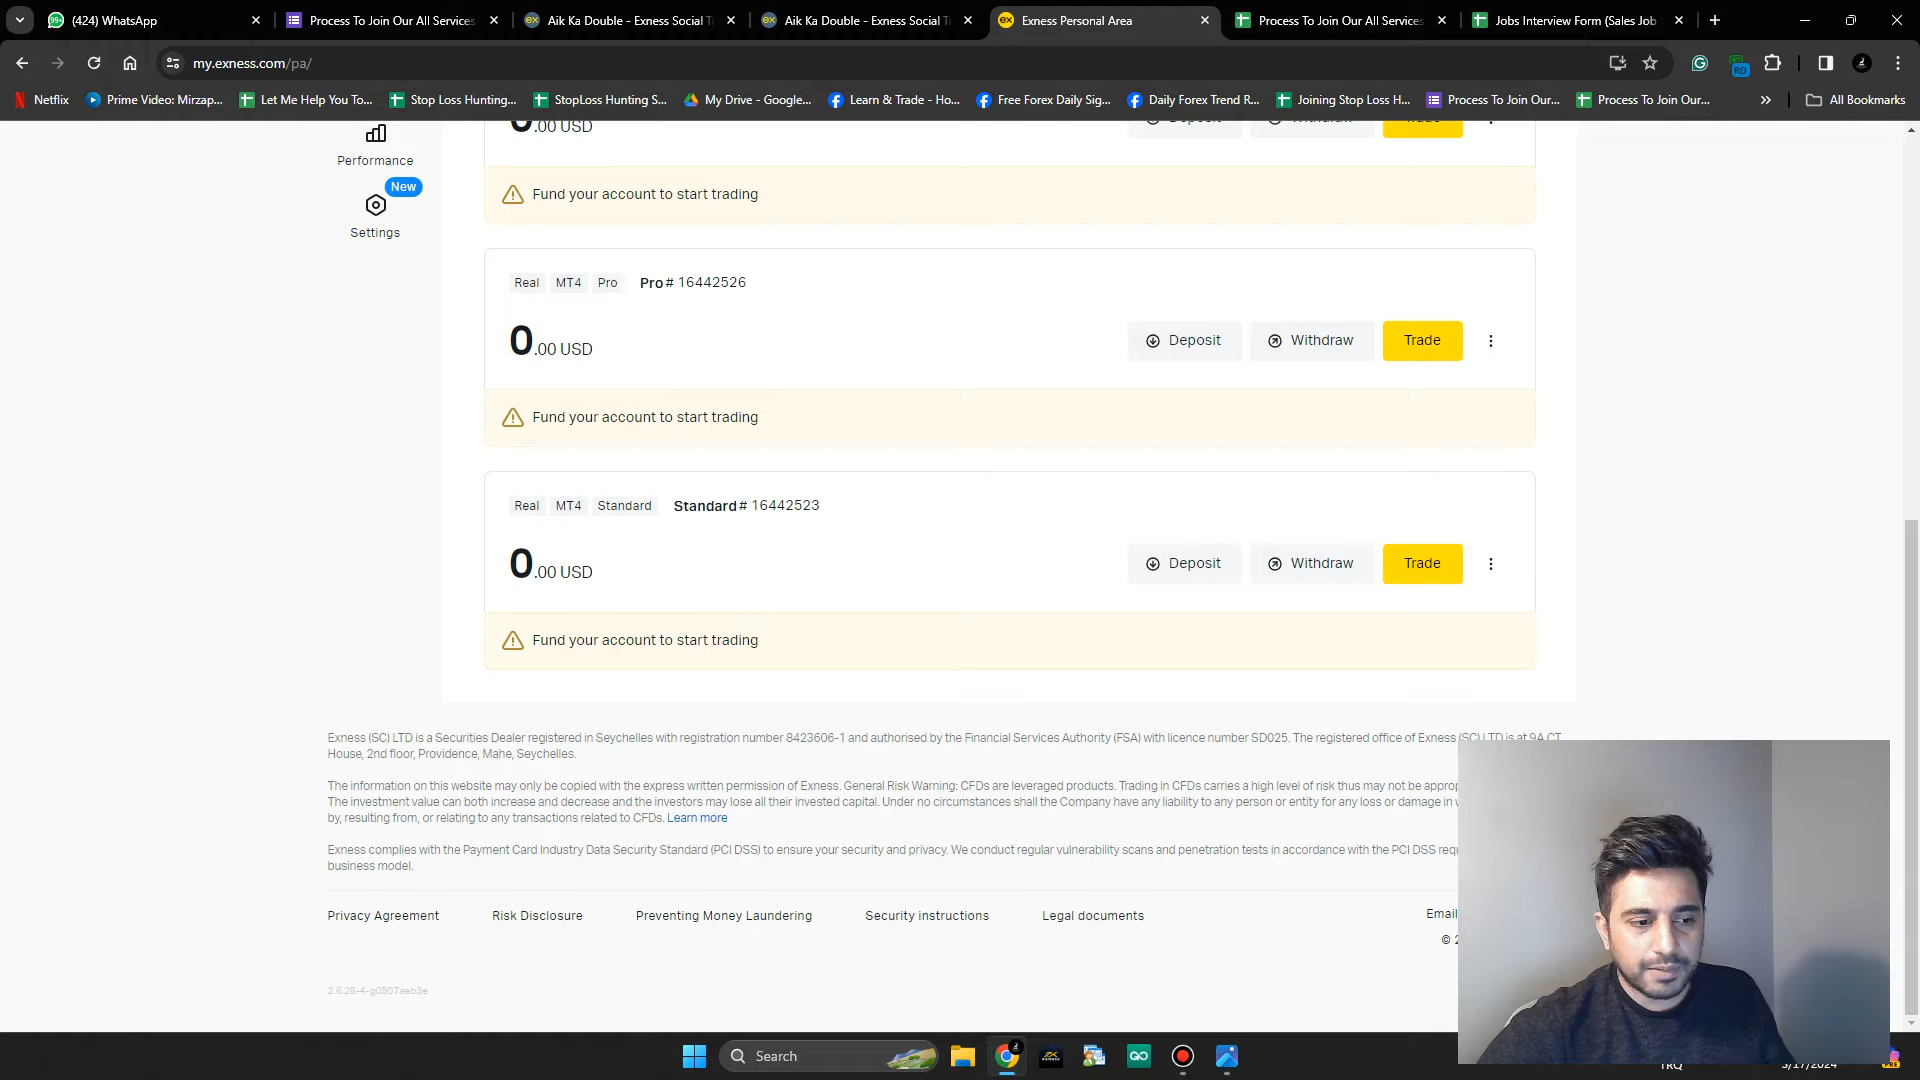 (424) WhatsApp
Process To Join Our All Services
Aik Ka Double - Exness Social T
Aik Ka Double - Exness Social T
Exness Personal Area
Process To Join Our All Services
Jobs Interview Form (Sales Job
my.exness.com/pa/
Netflix
Prime Video: Mirzap...
Let Me Help You To...
Stop Loss Hunting...
StopLoss Hunting S...
My Drive - Google...
Learn & Trade - Ho...
Free Forex Daily Sig...
Daily Forex Trend R...
Joining Stop Loss H...
Process To Join Our...
Process To Join Our...
All Bookmarks
Performance
New
Settings
0.00 USD
Deposit
Withdraw
Trade
Fund your account to start trading
Real MT4 Pro Pro # 16442526
0.00 USD
Deposit
Withdraw
Trade
Fund your account to start trading
Real MT4 Standard Standard # 16442523
0.00 USD
Deposit
Withdraw
Trade
Fund your account to start trading
Exness (SC) LTD is a Securities Dealer registered in Seychelles with registration number 8423606-1 and authorised by the Financial Services Authority (FSA) with licence number SD025. The registered office of Exness (SC) LTD is at 9A CT
House, 2nd floor, Providence, Mahe, Seychelles.
The information on this website may only be copied with the express written permission of Exness. General Risk Warning: CFDs are leveraged products. Trading in CFDs carries a high level of risk thus may not be approp
The investment value can both increase and decrease and the investors may lose all their invested capital. Under no circumstances shall the Company have any liability to any person or entity for any loss or damage in
by, resulting from, or relating to any transactions related to CFDs. Learn more
Exness complies with the Payment Card Industry Data Security Standard (PCI DSS) to ensure your security and privacy. We conduct regular vulnerability scans and penetration tests in accordance with the PCI DSS req
business model.
Privacy Agreement
Risk Disclosure
Preventing Money Laundering
Security instructions
Legal documents
Email
© 2
2.6.28-4-g0907aeb3e
Search